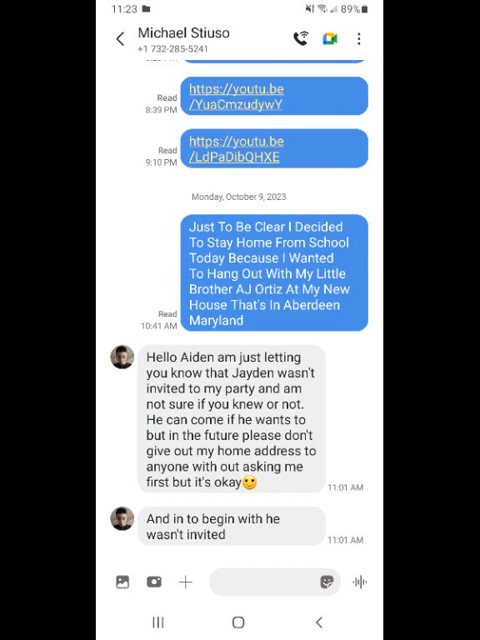 11:23
89%
Michael Stiuso
+1 732-285-5241
https://youtu.be
/YuaCmzudywY
Read
8:39 PM
https://youtu.be
/LdPaDibQHXE
Read
9:10 PM
Monday, October 9, 2023
Just To Be Clear I Decided
To Stay Home From School
Today Because I Wanted
To Hang Out With My Little
Brother AJ Ortiz At My New
House That's In Aberdeen
Maryland
Read
10:41 AM
Hello Aiden am just letting
you know that Jayden wasn't
invited to my party and am
not sure if you knew or not.
He can come if he wants to
but in the future please don't
give out my home address to
anyone with out asking me
first but it's okay🙂
11:01 AM
And in to begin with he
wasn't invited
11:01 AM